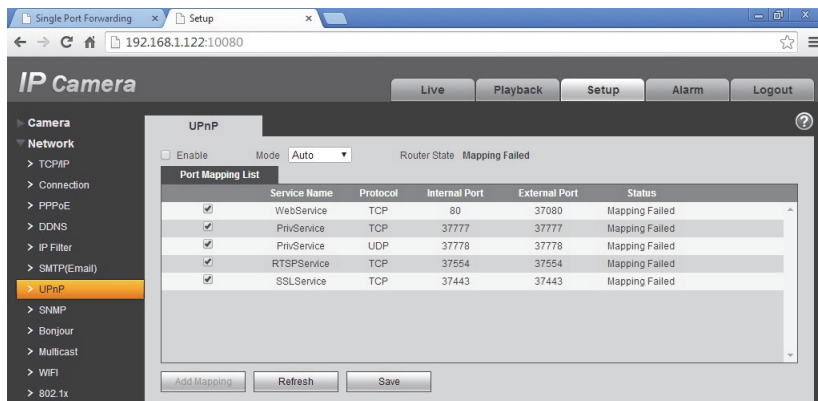 Single Port Forwarding
Setup
192.168.1.122:10080
IP Camera
Live Playback Setup Alarm Logout
Camera
Network
> TCP/IP
> Connection
> PPPoE
> DDNS
> IP Filter
> SMTP(Email)
> UPnP
> SNMP
> Bonjour
> Multicast
> WIFI
> 802.1x
UPnP
Enable Mode Auto Router State Mapping Failed
Port Mapping List
Service Name Protocol Internal Port External Port Status
WebService TCP 80 37080 Mapping Failed
PrivService TCP 37777 37777 Mapping Failed
PrivService UDP 37778 37778 Mapping Failed
RTSPService TCP 37554 37554 Mapping Failed
SSLService TCP 37443 37443 Mapping Failed
Add Mapping Refresh Save